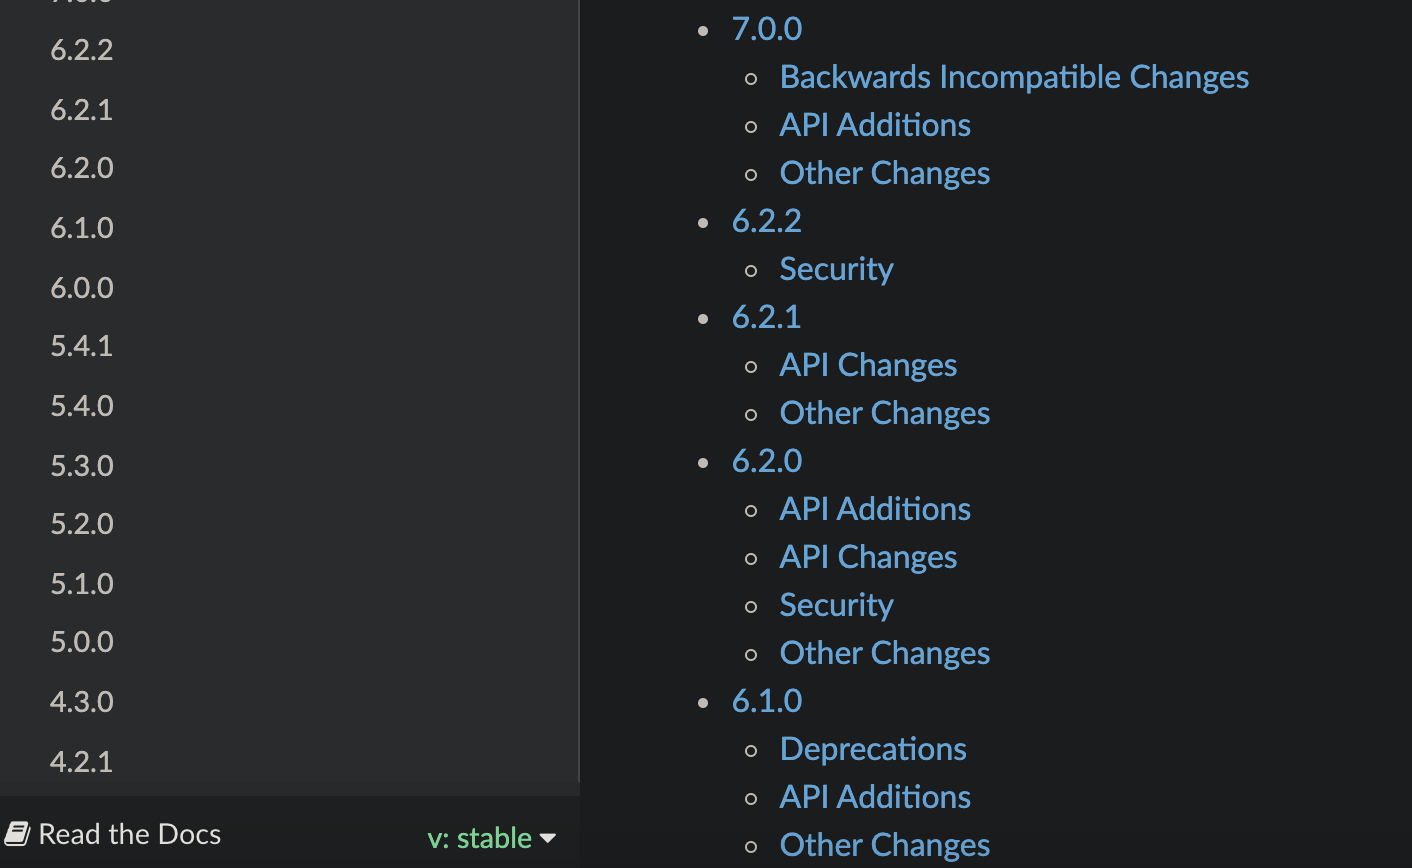 6.2.2
6.2.1
6.2.0
6.1.0
6.0.0
5.4.1
5.4.0
5.3.0
5.2.0
5.1.0
5.0.0
4.3.0
4.2.1
Read the Docs
v: stable
7.0.0
Backwards Incompatible Changes
API Additions
Other Changes
6.2.2
Security
6.2.1
API Changes
Other Changes
6.2.0
API Additions
API Changes
Security
Other Changes
6.1.0
Deprecations
API Additions
Other Changes